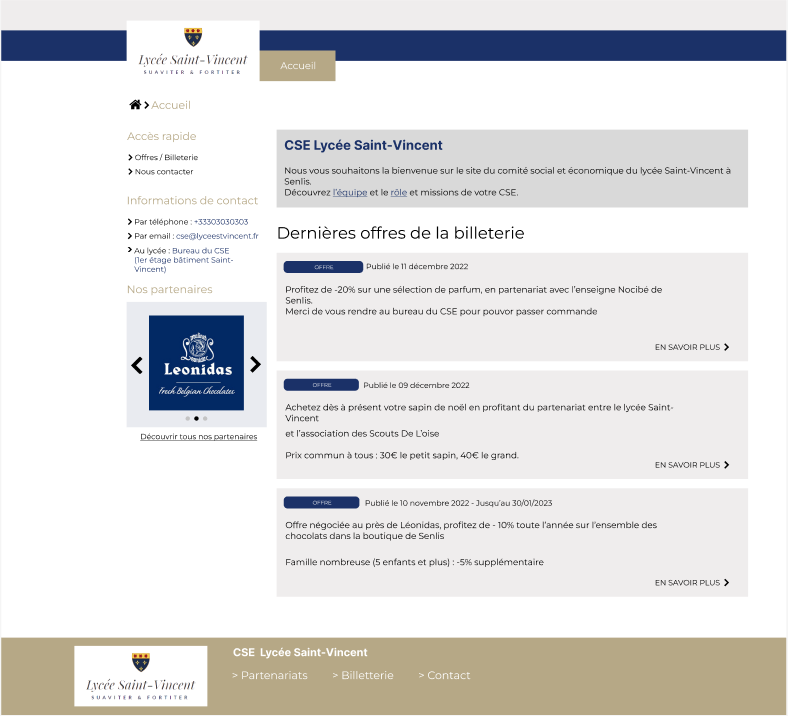 Lycée Saint-Vincent
SUAVITER & FORTITER
Accueil
Accueil
Accès rapide
Offres / Billeterie
Nous contacter
Informations de contact
Par téléphone : +33303030303
Par email : cse@lyceestvincent.fr
Au lycée : Bureau du CSE
(1er étage bâtiment Saint-
Vincent)
Nos partenaires
Leonidas
Fresh Belgian Chocolates
Découvrir tous nos partenaires
CSE Lycée Saint-Vincent
Nous vous souhaitons la bienvenue sur le site du comité social et économique du lycée Saint-Vincent à
Senlis.
Découvrez l'équipe et le rôle et missions de votre CSE.
Dernières offres de la billeterie
OFFRE Publié le 11 décembre 2022
Profitez de -20% sur une sélection de parfum, en partenariat avec l'enseigne Nocibé de
Senlis.
Merci de vous rendre au bureau du CSE pour pouvor passer commande
EN SAVOIR PLUS
OFFRE Publié le 09 décembre 2022
Achetez dès à présent votre sapin de noël en profitant du partenariat entre le lycée Saint-
Vincent
et l'association des Scouts De L'oise
Prix commun à tous : 30€ le petit sapin, 40€ le grand.
EN SAVOIR PLUS
OFFRE Publié le 10 novembre 2022 - Jusqu'au 30/01/2023
Offre négociée au près de Léonidas, profitez de - 10% toute l'année sur l'ensemble des
chocolats dans la boutique de Senlis
Famille nombreuse (5 enfants et plus) : -5% supplémentaire
EN SAVOIR PLUS
Lycée Saint-Vincent
SUAVITER & FORTITER
CSE Lycée Saint-Vincent
> Partenariats > Billetterie > Contact